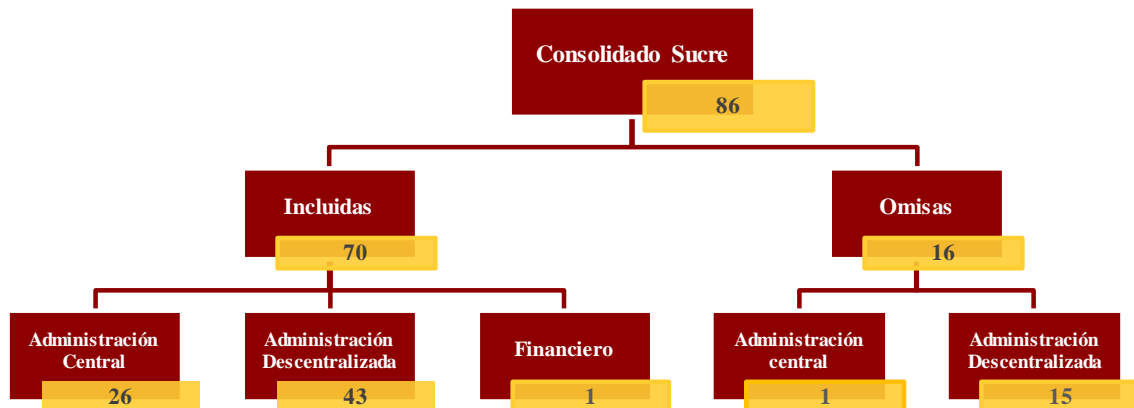 Consolidado Sucre
86
Incluidas
70
Omisas
16
Administración
Central
26
Administración
Descentralizada
43
Financiero
1
Administración
central
1
Administración
Descentralizada
15